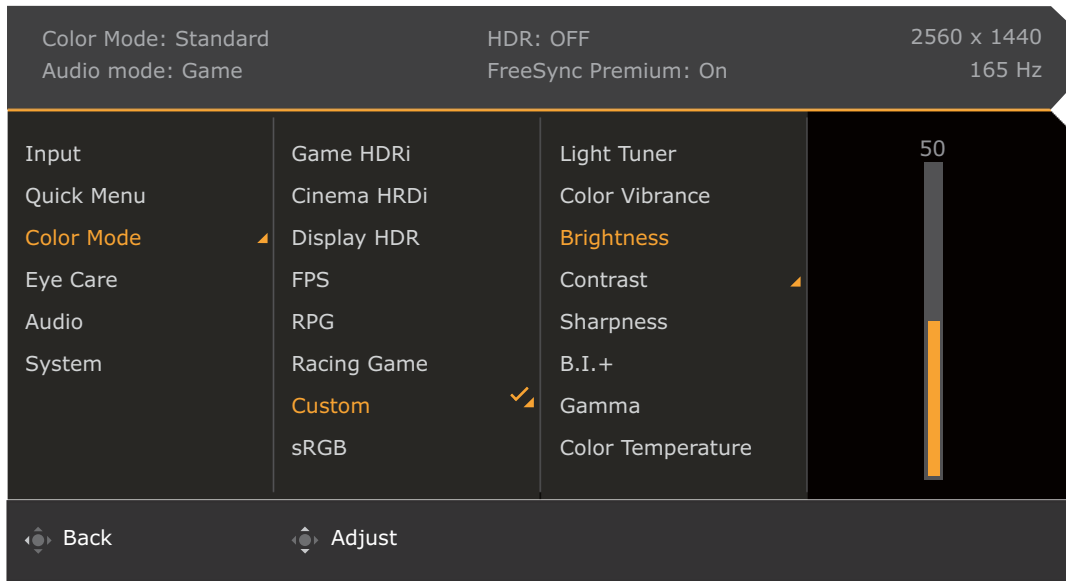 Color Mode: Standard
HDR: OFF
2560 x 1440
Audio mode: Game
FreeSync Premium: On
165 Hz
Input
Quick Menu
Color Mode
Eye Care
Audio
System
Game HDRi
Cinema HRDi
Display HDR
FPS
RPG
Racing Game
Custom
sRGB
Light Tuner
Color Vibrance
Brightness
Contrast
Sharpness
B.I.+
Gamma
Color Temperature
50
Back
Adjust